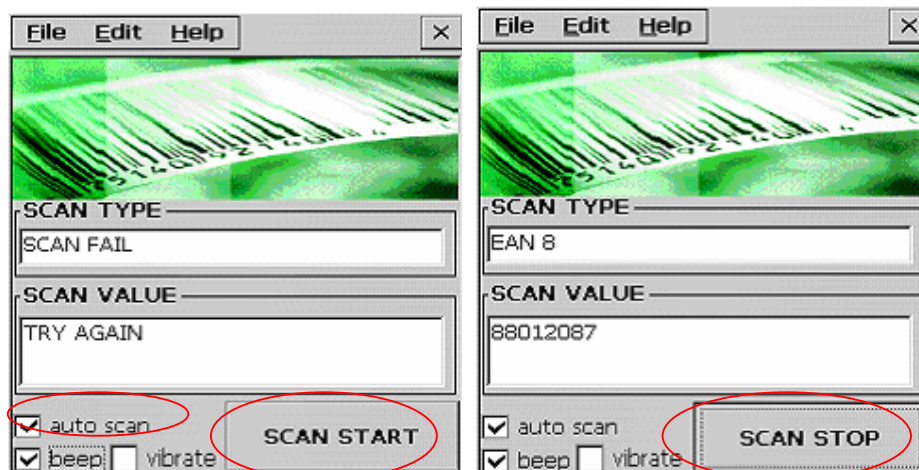 File Edit Help
SCAN TYPE
SCAN FAIL
SCAN VALUE
TRY AGAIN
auto scan
beep vibrate
SCAN START
File Edit Help
SCAN TYPE
EAN 8
SCAN VALUE
88012087
auto scan
beep vibrate
SCAN STOP